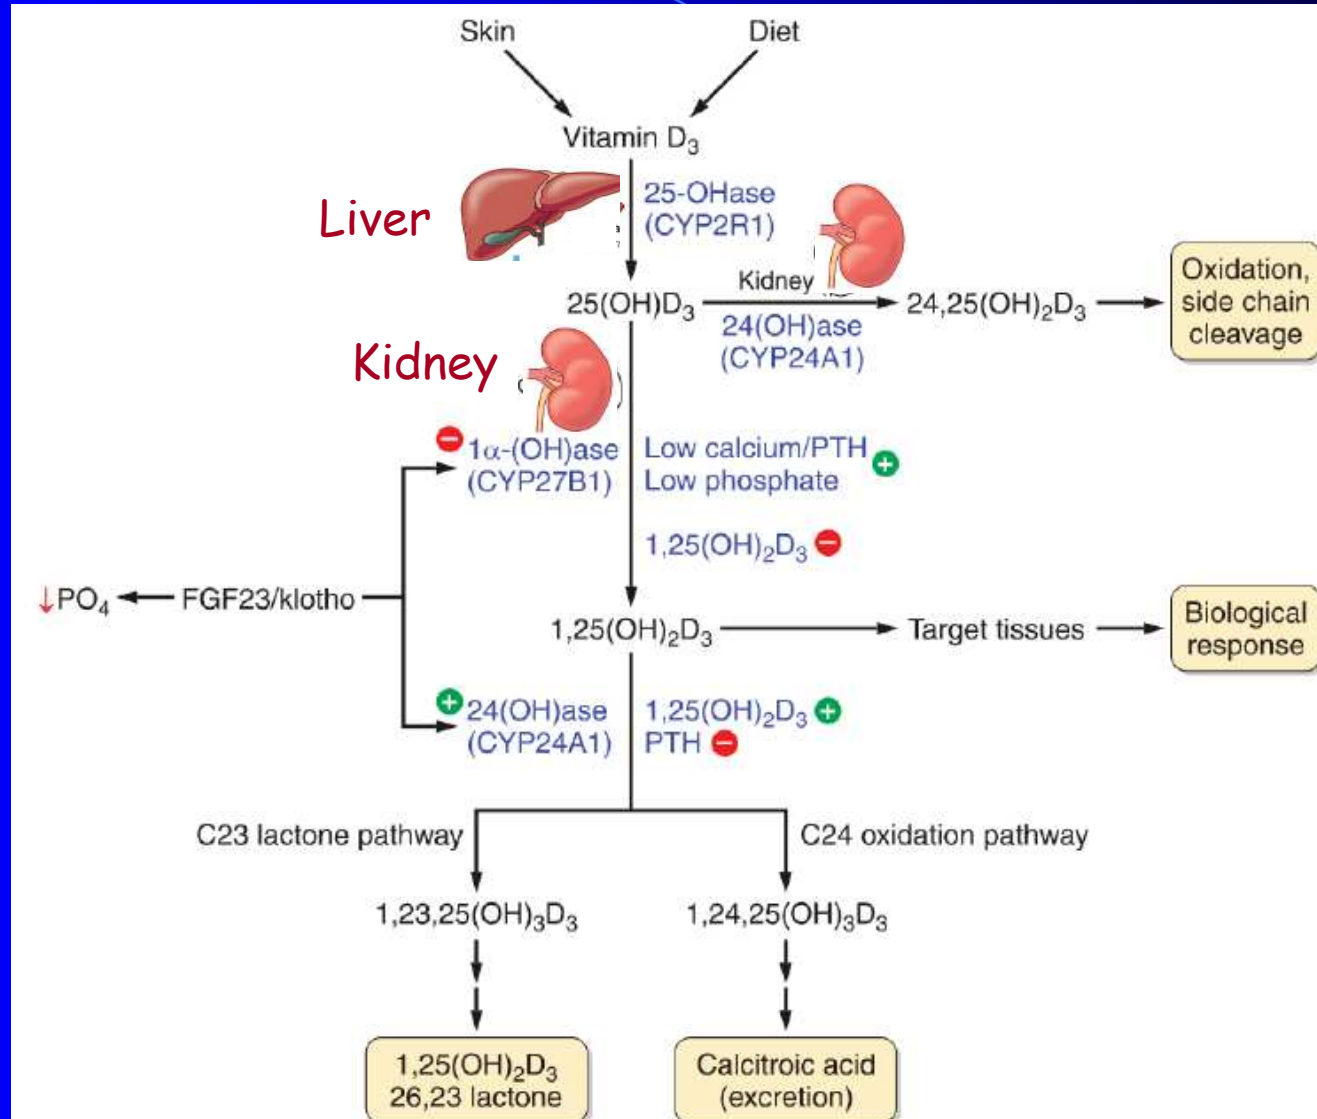 Skin
Diet
Vitamin D₃
Liver
25-OHase
(CYP2R1)
Kidney
25(OH)D₃
24(OH)ase
(CYP24A1)
24,25(OH)₂D₃
Oxidation,
side chain
cleavage
Kidney
1α-(OH)ase
(CYP27B1)
Low calcium/PTH
Low phosphate
1,25(OH)₂D₃
↓PO₄
FGF23/klotho
1,25(OH)₂D₃
Target tissues
Biological
response
24(OH)ase
(CYP24A1)
1,25(OH)₂D₃
PTH
C23 lactone pathway
C24 oxidation pathway
1,23,25(OH)₃D₃
1,24,25(OH)₃D₃
1,25(OH)₂D₃
26,23 lactone
Calcitroic acid
(excretion)